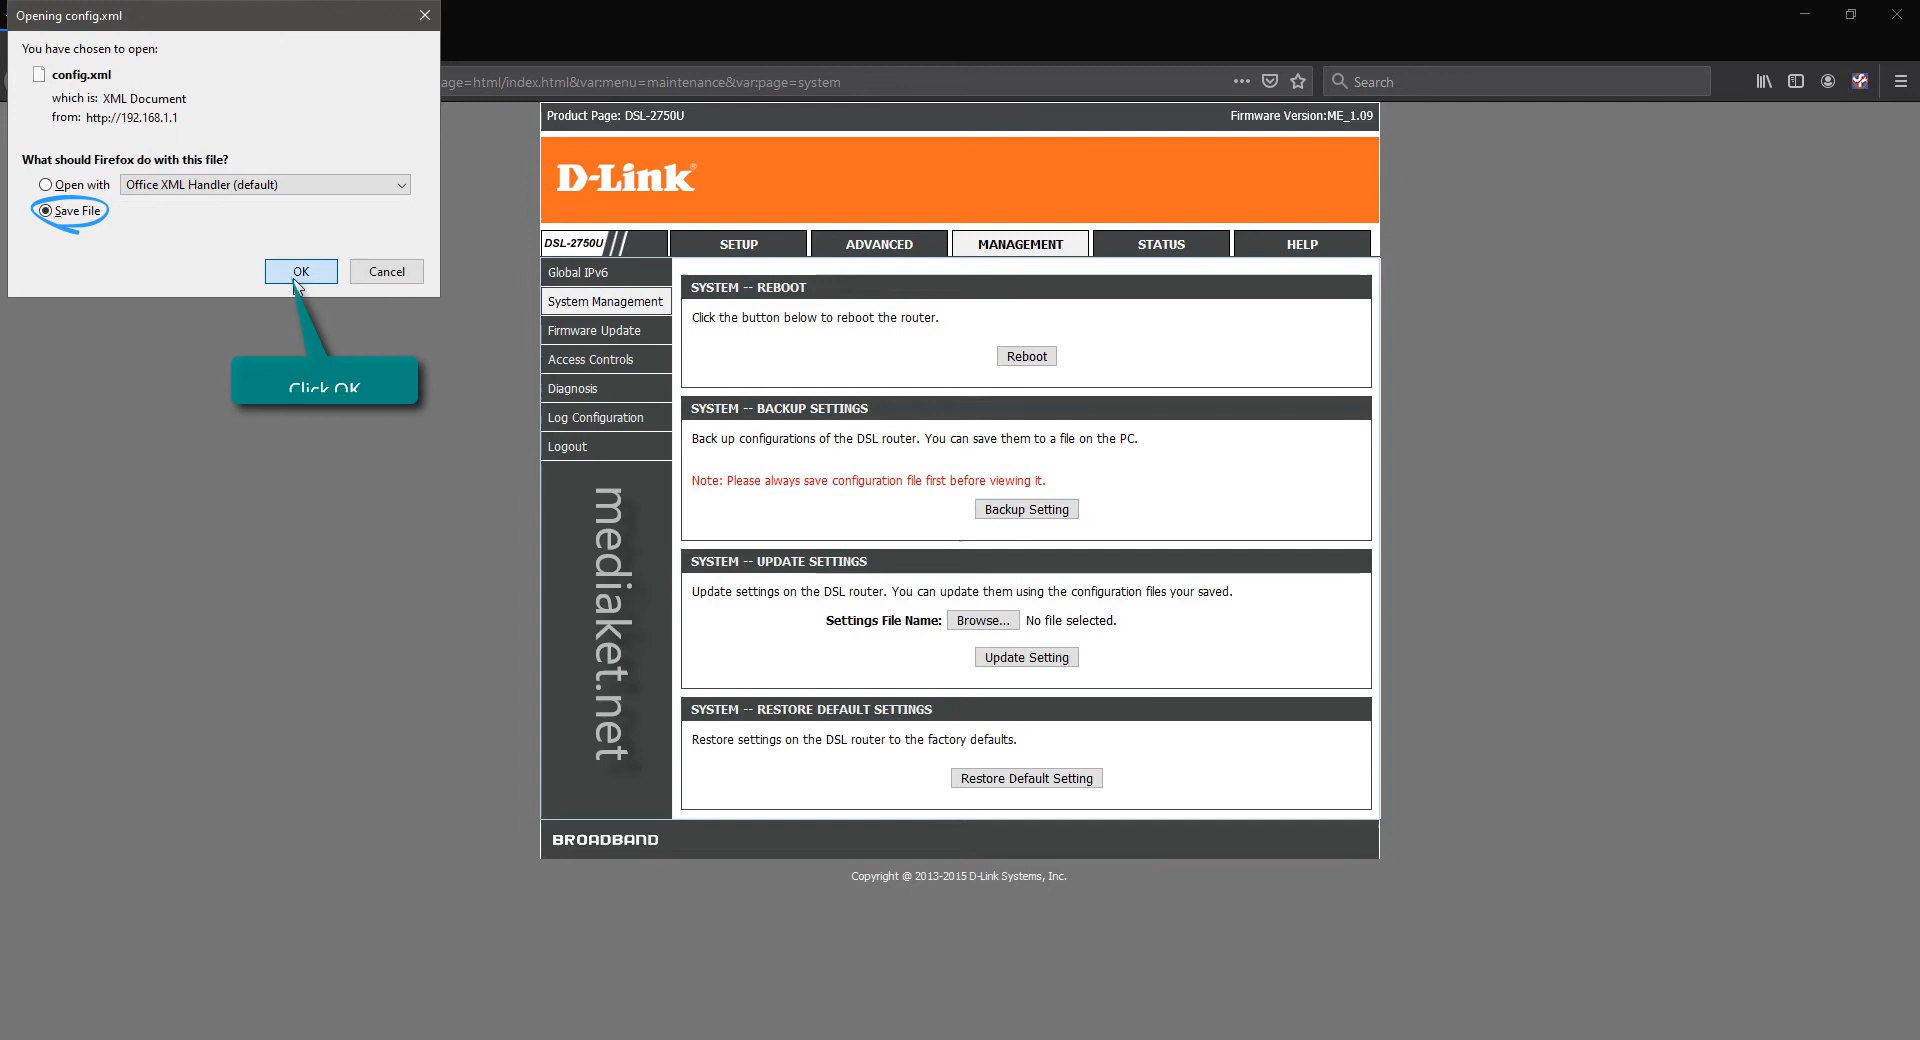 Opening config.xml
You have chosen to open:
config.xml
which is: XML Document
from: http://192.168.1.1
What should Firefox do with this file?
Open with Office XML Handler (default)
Save File
OK Cancel
Click OK
age=html/index.html&var:menu=maintenance&var:page=system
Search
Product Page: DSL-2750U Firmware Version:ME_1.09
D-Link®
DSL-2750U SETUP ADVANCED MANAGEMENT STATUS HELP
Global IPv6
System Management
Firmware Update
Access Controls
Diagnosis
Log Configuration
Logout
mediaket.net
SYSTEM -- REBOOT
Click the button below to reboot the router.
Reboot
SYSTEM -- BACKUP SETTINGS
Back up configurations of the DSL router. You can save them to a file on the PC.
Note: Please always save configuration file first before viewing it.
Backup Setting
SYSTEM -- UPDATE SETTINGS
Update settings on the DSL router. You can update them using the configuration files your saved.
Settings File Name: Browse... No file selected.
Update Setting
SYSTEM -- RESTORE DEFAULT SETTINGS
Restore settings on the DSL router to the factory defaults.
Restore Default Setting
BROADBAND
Copyright @ 2013-2015 D-Link Systems, Inc.